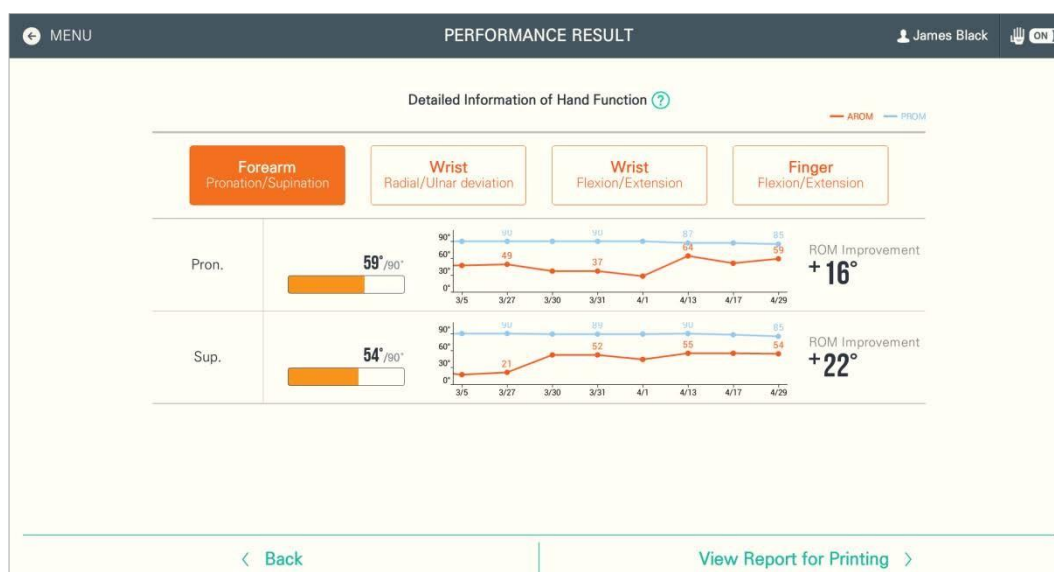 MENU
PERFORMANCE RESULT
James Black
ON
Detailed Information of Hand Function ?
AROM PROM
Forearm
Pronation/Supination
Wrist
Radial/Ulnar deviation
Wrist
Flexion/Extension
Finger
Flexion/Extension
Pron.
59°/90°
90°
60°
30°
0°
90 90 87 85
49 37 64 59
3/5 3/27 3/30 3/31 4/1 4/13 4/17 4/29
ROM Improvement
+16°
Sup.
54°/90°
90°
60°
30°
0°
90 89 90 85
21 52 55 54
3/5 3/27 3/30 3/31 4/1 4/13 4/17 4/29
ROM Improvement
+22°
< Back
View Report for Printing >